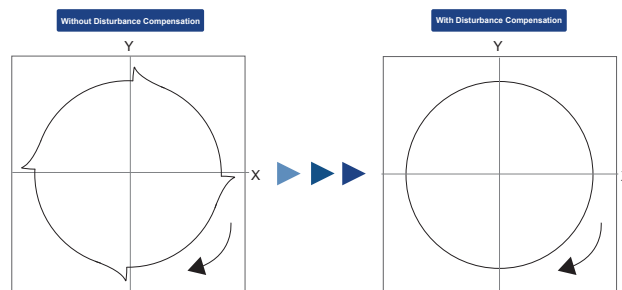 Without Disturbance Compensation
With Disturbance Compensation
Y
Y
X